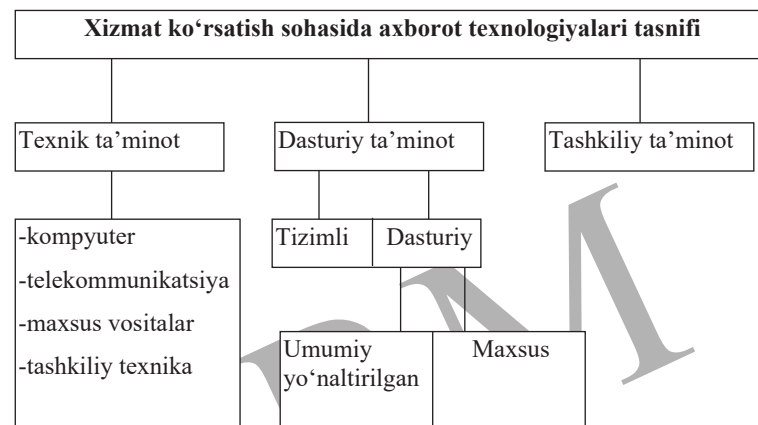 Xizmat ko‘rsatish sohasida axborot texnologiyalari tasnifi
Texnik ta’minot
Dasturiy ta’minot
Tashkiliy ta’minot
-kompyuter
-telekommunikatsiya
-maxsus vositalar
-tashkiliy texnika
Tizimli
Dasturiy
Umumiy
yo‘naltirilgan
Maxsus